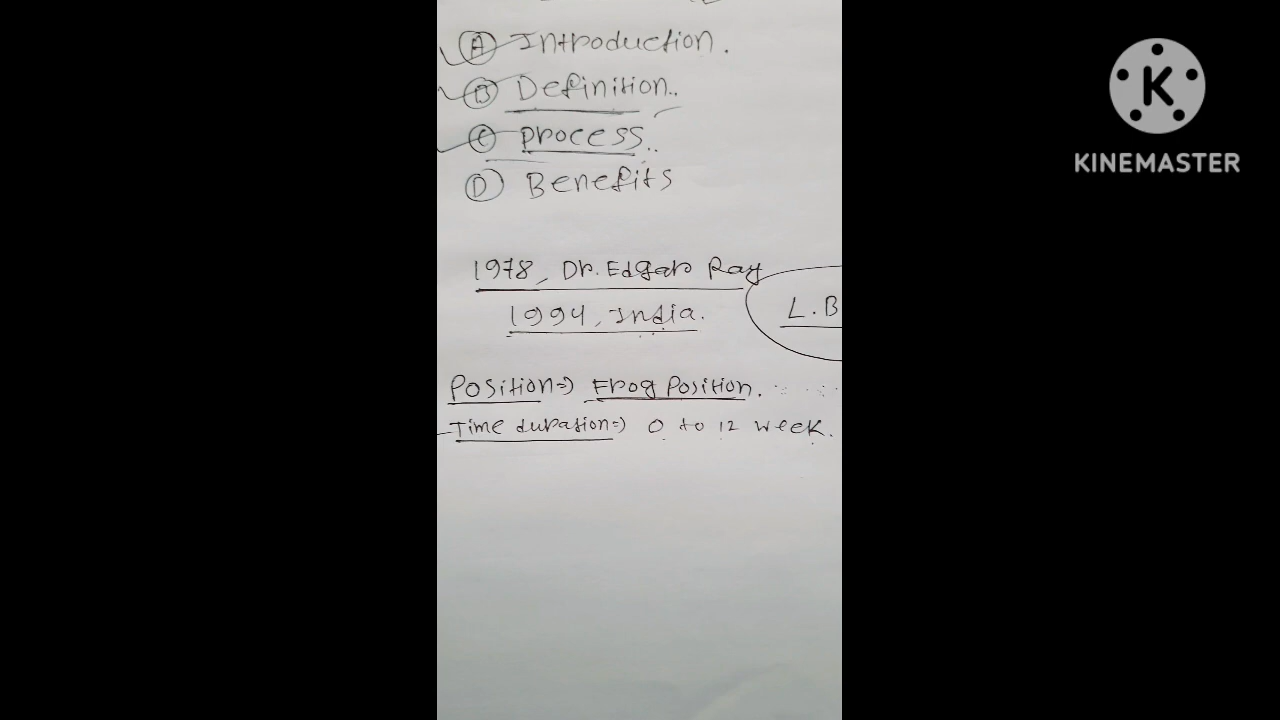 (A) Introduction.
(B) Definition..
(C) Process..
(D) Benefits
1978, Dr. Edgar Ray
1994, India.
L.B
Position=) Frog Position.
Time duration=) 0 to 12 week.
K
KINEMASTER